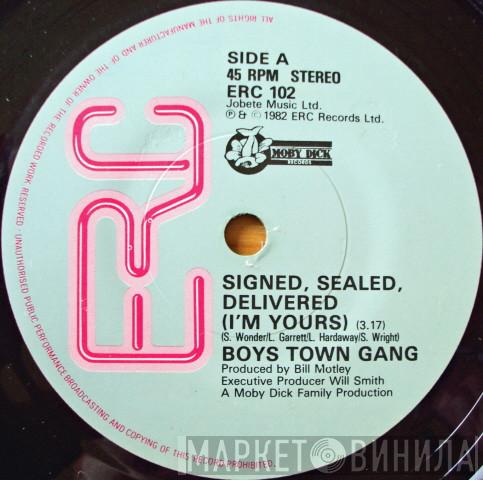 SIDE A
45 RPM STEREO
ERC 102
Jobete Music Ltd.
℗ & © 1982 ERC Records Ltd.
MOBY DICK
RECORDS
ERC
SIGNED, SEALED,
DELIVERED
(I'M YOURS) (3.17)
(S. Wonder/L. Garrett/L. Hardaway/S. Wright)
BOYS TOWN GANG
Produced by Bill Motley
Executive Producer Will Smith
A Moby Dick Family Production
ALL RIGHTS OF THE MANUFACTURER AND OF THE OWNER OF THE RECORDED WORK RESERVED · UNAUTHORISED PUBLIC PERFORMANCE BROADCASTING AND COPYING OF THIS RECORD PROHIBITED.
МАРКЕТ ВИНИЛА